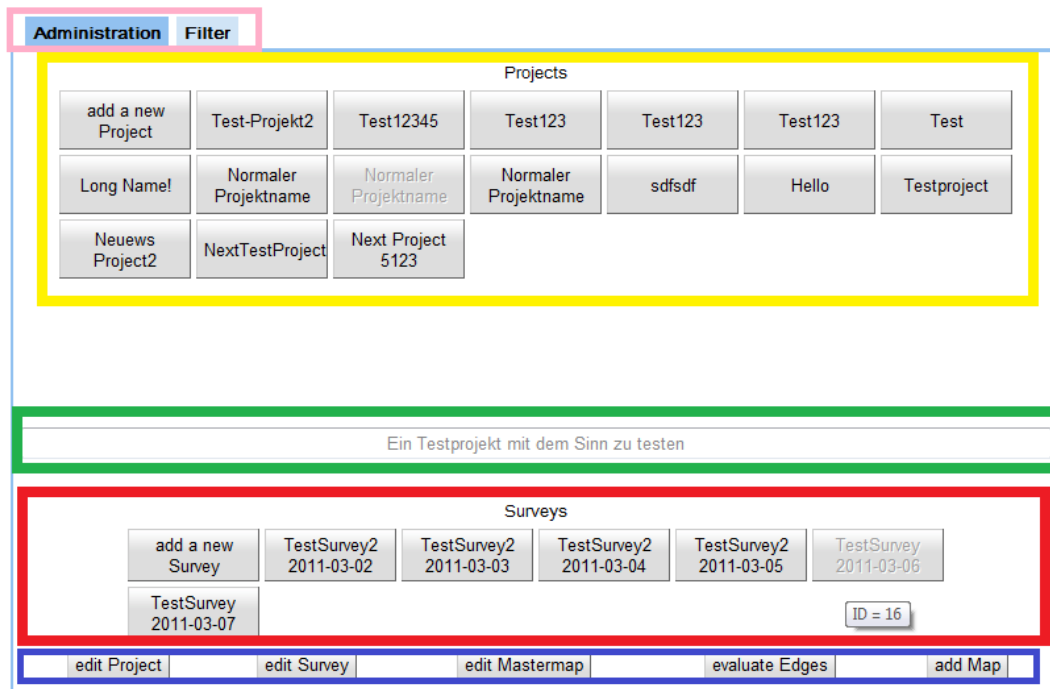 Administration Filter
Projects
add a new
Project
Test-Projekt2
Test12345
Test123
Test123
Test123
Test
Long Name!
Normaler
Projektname
Normaler
Projektname
Normaler
Projektname
sdfsdf
Hello
Testproject
Neuews
Project2
NextTestProject
Next Project
5123
Ein Testprojekt mit dem Sinn zu testen
Surveys
add a new
Survey
TestSurvey2
2011-03-02
TestSurvey2
2011-03-03
TestSurvey2
2011-03-04
TestSurvey2
2011-03-05
TestSurvey
2011-03-06
TestSurvey
2011-03-07
ID = 16
edit Project
edit Survey
edit Mastermap
evaluate Edges
add Map